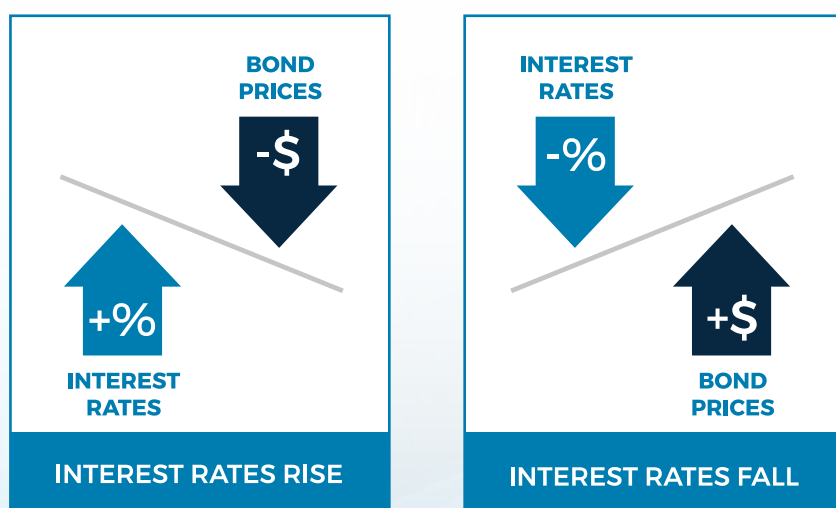 BOND
PRICES
-$
+%
INTEREST
RATES
INTEREST RATES RISE
INTEREST
RATES
-%
+$
BOND
PRICES
INTEREST RATES FALL